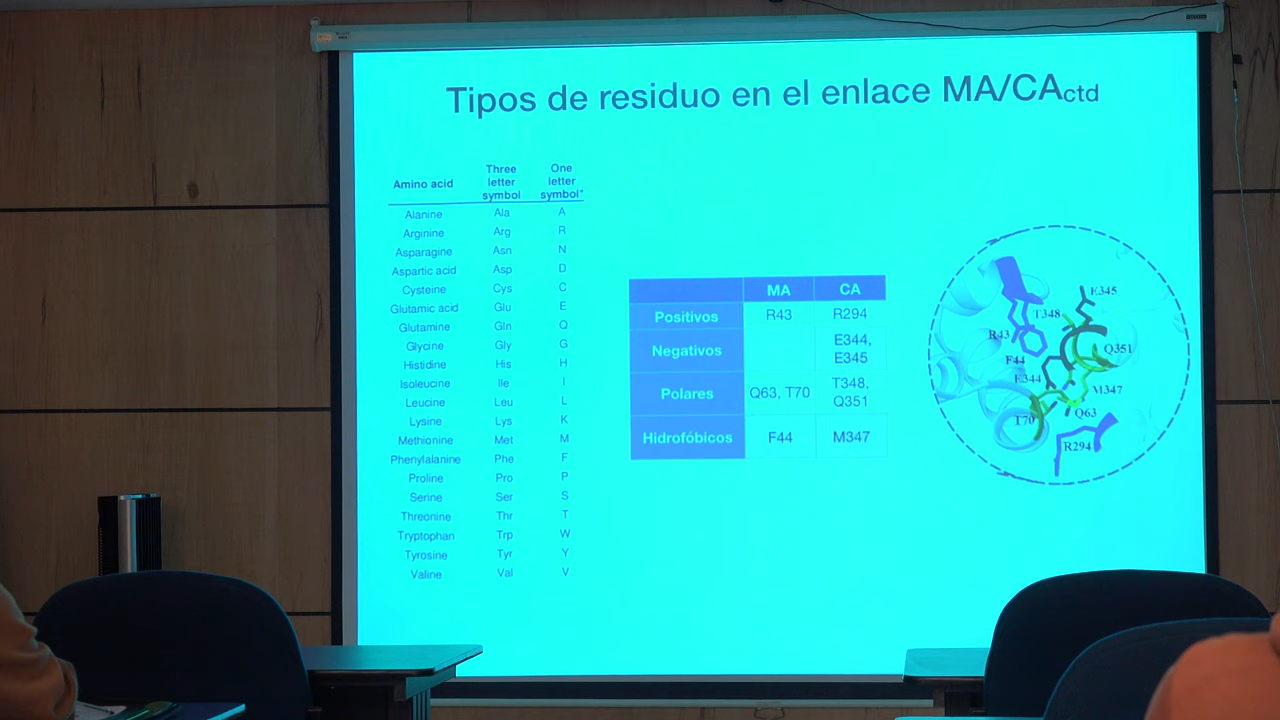 Tipos de residuo en el enlace MA/CActd
Amino acid Three letter symbol One letter symbol*
Alanine Ala A
Arginine Arg R
Asparagine Asn N
Aspartic acid Asp D
Cysteine Cys C
Glutamic acid Glu E
Glutamine Gln Q
Glycine Gly G
Histidine His H
Isoleucine Ile I
Leucine Leu L
Lysine Lys K
Methionine Met M
Phenylalanine Phe F
Proline Pro P
Serine Ser S
Threonine Thr T
Tryptophan Trp W
Tyrosine Tyr Y
Valine Val V
MA CA
Positivos R43 R294
Negativos E344, E345
Polares Q63, T70 T348, Q351
Hidrofóbicos F44 M347
E345
T348
R43
Q351
F44
E344
M347
Q63
T70
R294